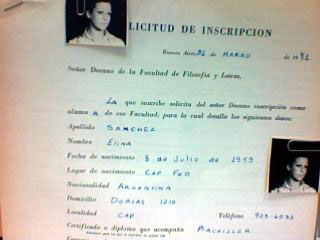 LICITUD DE INSCRIPCION
Buenos Aires, 31 de MARZO de 1971
Señor Decano de la Facultad de Filosofía y Letras.
LA que suscribe solicita del señor Decano inscripción como
alumnA de esa Facultad; para lo cual detalla los siguientes datos:
Apellido SANCHEZ
Nombre ELINA
Fecha de nacimiento 8 de Julio de 1953.
Lugar de nacimiento CAP FED
Nacionalidad ARGENTINA
Domicilio 1210
Localidad CAP Teléfono 923-6531
Certificado o diploma que acompaña BACHILLER